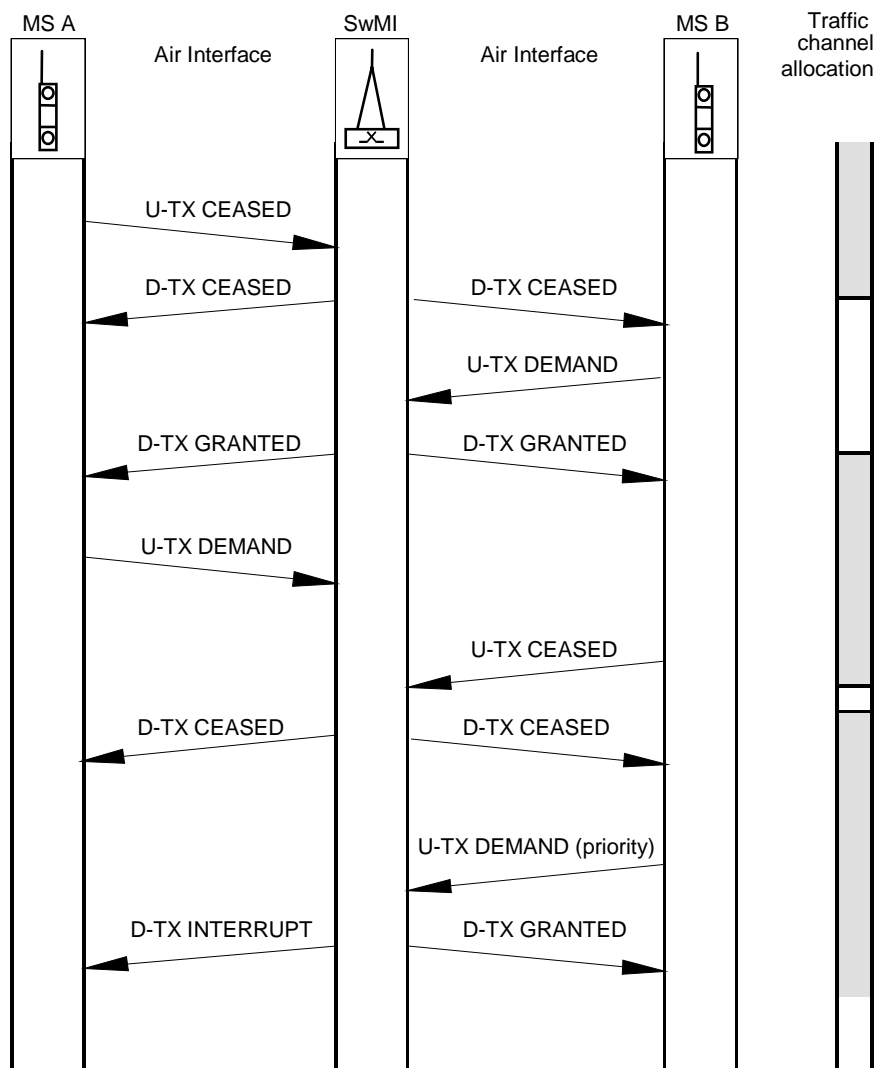 MS A
SwMI
MS B
Traffic
channel
allocation
Air Interface
Air Interface
U-TX CEASED
D-TX CEASED
D-TX CEASED
U-TX DEMAND
D-TX GRANTED
D-TX GRANTED
U-TX DEMAND
U-TX CEASED
D-TX CEASED
D-TX CEASED
U-TX DEMAND (priority)
D-TX INTERRUPT
D-TX GRANTED